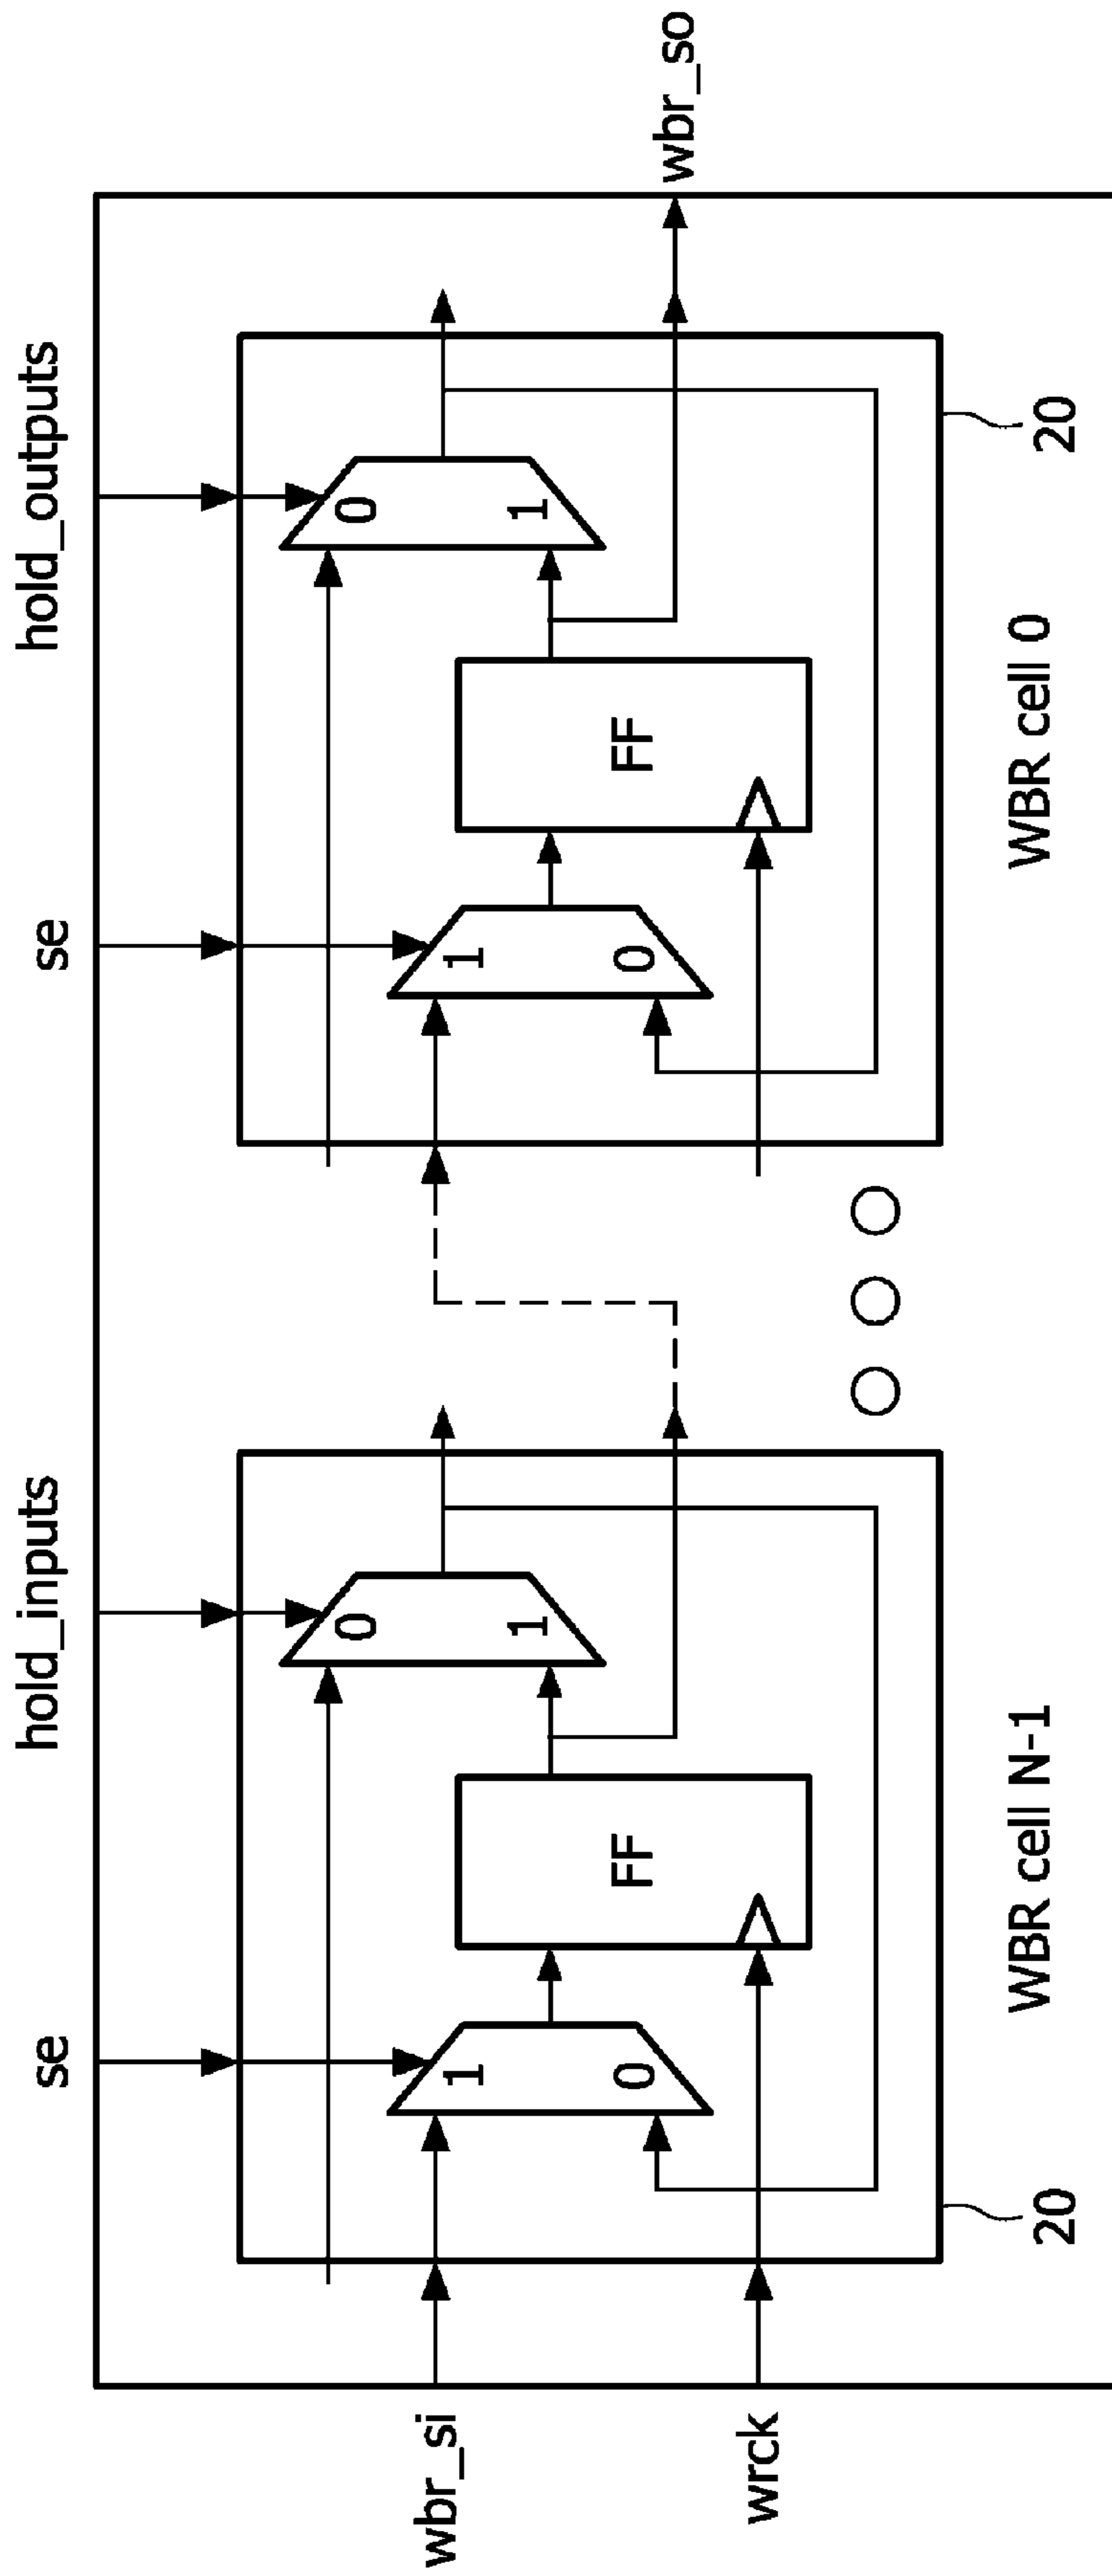 se
hold_inputs
se
hold_outputs
wbr_si
wrck
1
0
FF
0
1
1
0
FF
0
1
wbr_so
20
WBR cell N-1
WBR cell 0
20